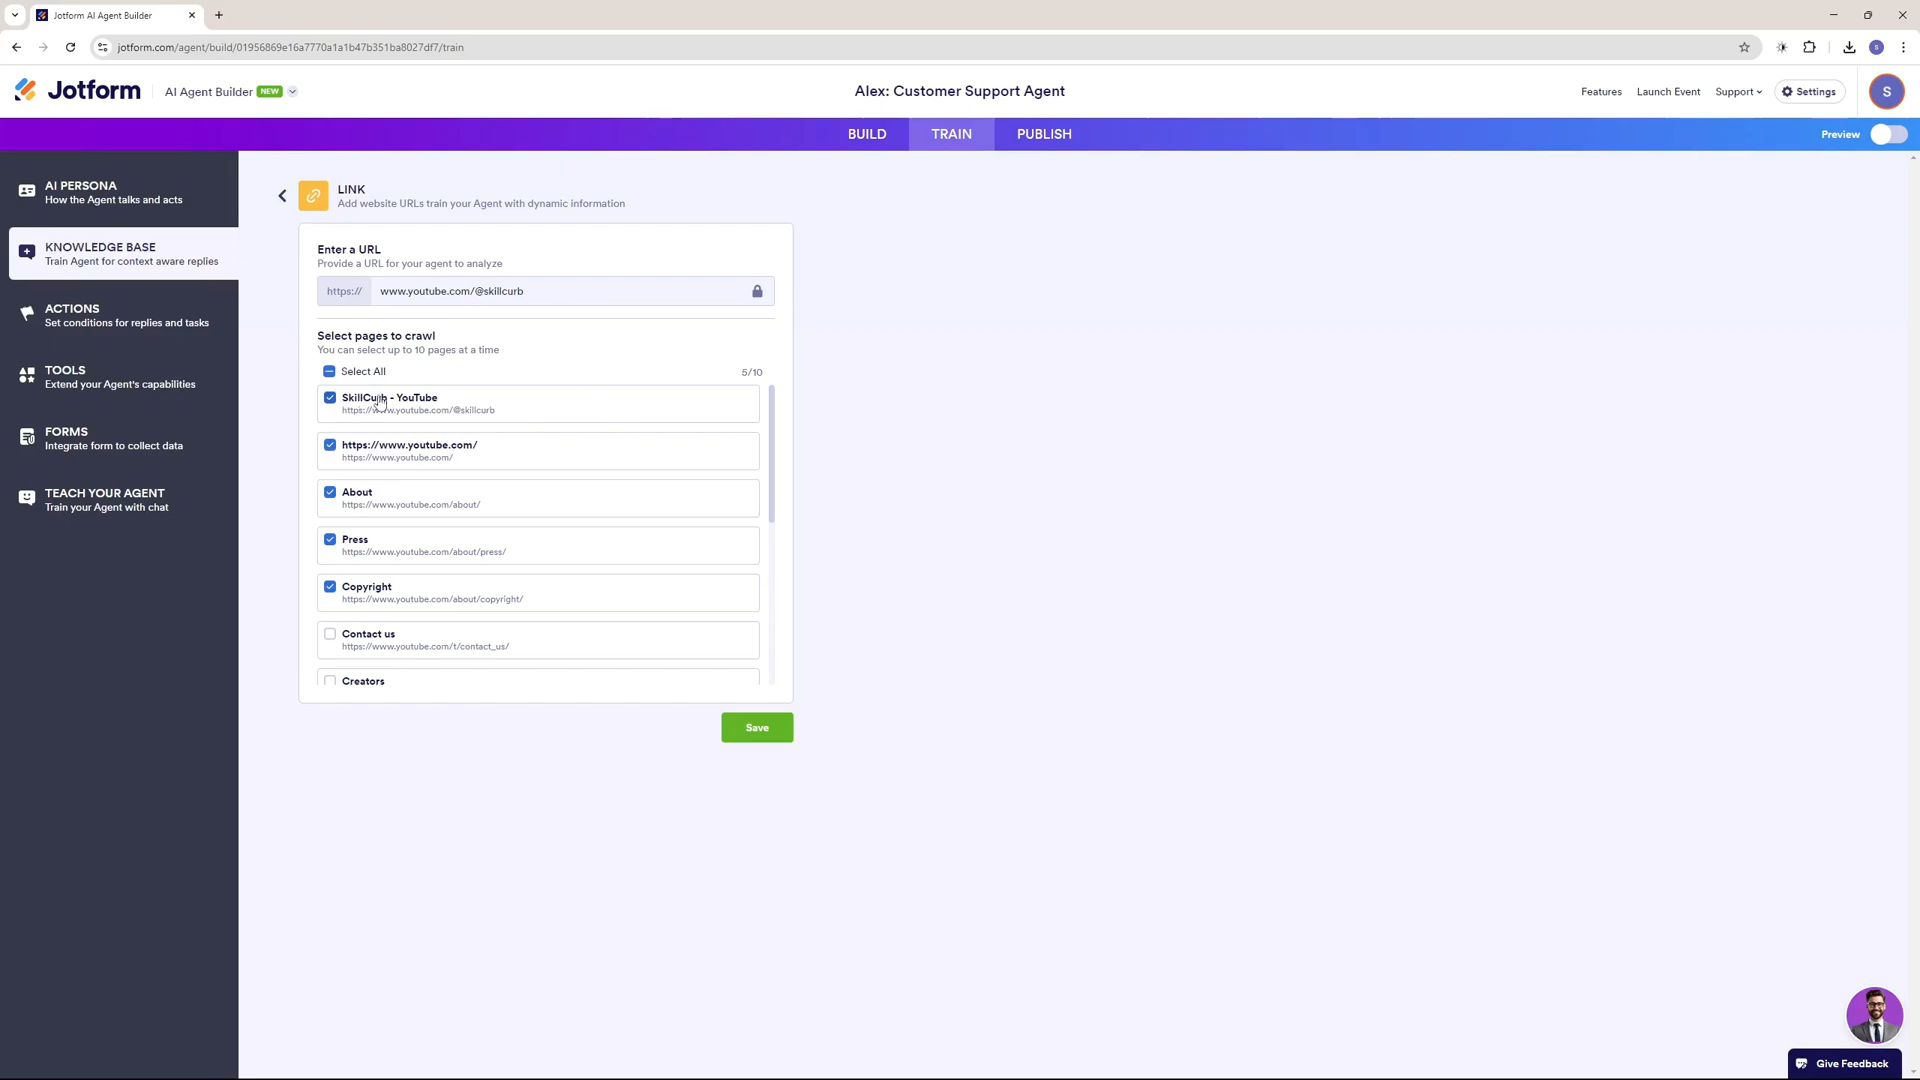 Jotform AI Agent Builder
jotform.com/agent/build/01956869e16a7770a1a1b47b351ba8027df7/train
S
Jotform
AI Agent Builder NEW
Alex: Customer Support Agent
Features
Launch Event
Support
Settings
S
BUILD
TRAIN
PUBLISH
Preview
AI PERSONA
How the Agent talks and acts
KNOWLEDGE BASE
Train Agent for context aware replies
ACTIONS
Set conditions for replies and tasks
TOOLS
Extend your Agent's capabilities
FORMS
Integrate form to collect data
TEACH YOUR AGENT
Train your Agent with chat
LINK
Add website URLs train your Agent with dynamic information
Enter a URL
Provide a URL for your agent to analyze
https:// www.youtube.com/@skillcurb
Select pages to crawl
You can select up to 10 pages at a time
Select All 5/10
SkillCurb - YouTube
https://www.youtube.com/@skillcurb
https://www.youtube.com/
https://www.youtube.com/
About
https://www.youtube.com/about/
Press
https://www.youtube.com/about/press/
Copyright
https://www.youtube.com/about/copyright/
Contact us
https://www.youtube.com/t/contact_us/
Creators
Save
Give Feedback